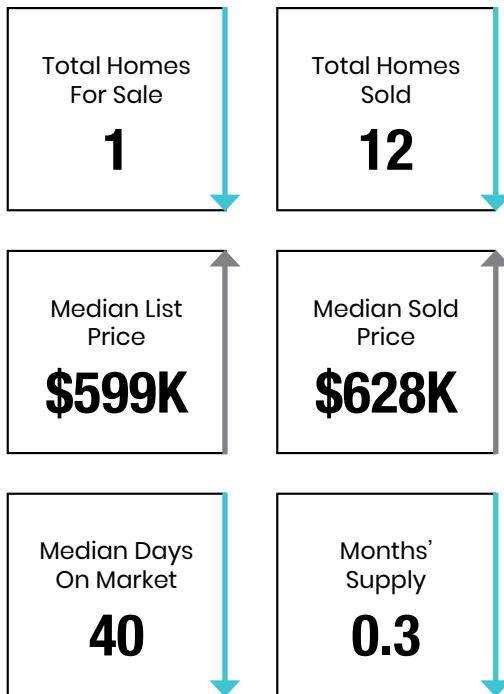 Total Homes
For Sale
1
Total Homes
Sold
12
Median List
Price
$599K
Median Sold
Price
$628K
Median Days
On Market
40
Months'
Supply
0.3